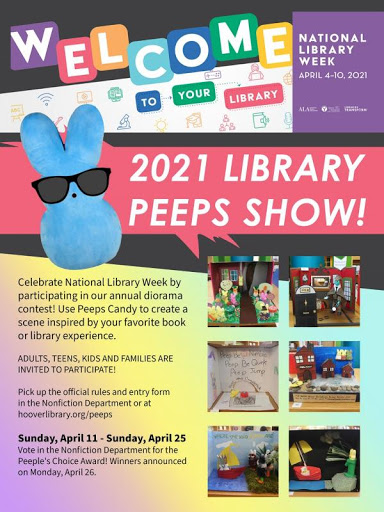 WELCOME
TO YOUR LIBRARY
NATIONAL
LIBRARY
WEEK
APRIL 4–10, 2021
2021 LIBRARY
PEEPS SHOW!
Celebrate National Library Week by
participating in our annual diorama
contest! Use Peeps Candy to create a
scene inspired by your favorite book
or library experience.
ADULTS, TEENS, KIDS AND FAMILIES ARE
INVITED TO PARTICIPATE!
Pick up the official rules and entry form
in the Nonfiction Department or at
hooverlibrary.org/peeps
Sunday, April 11 - Sunday, April 25
Vote in the Nonfiction Department for the
Peeple's Choice Award! Winners announced
on Monday, April 26.